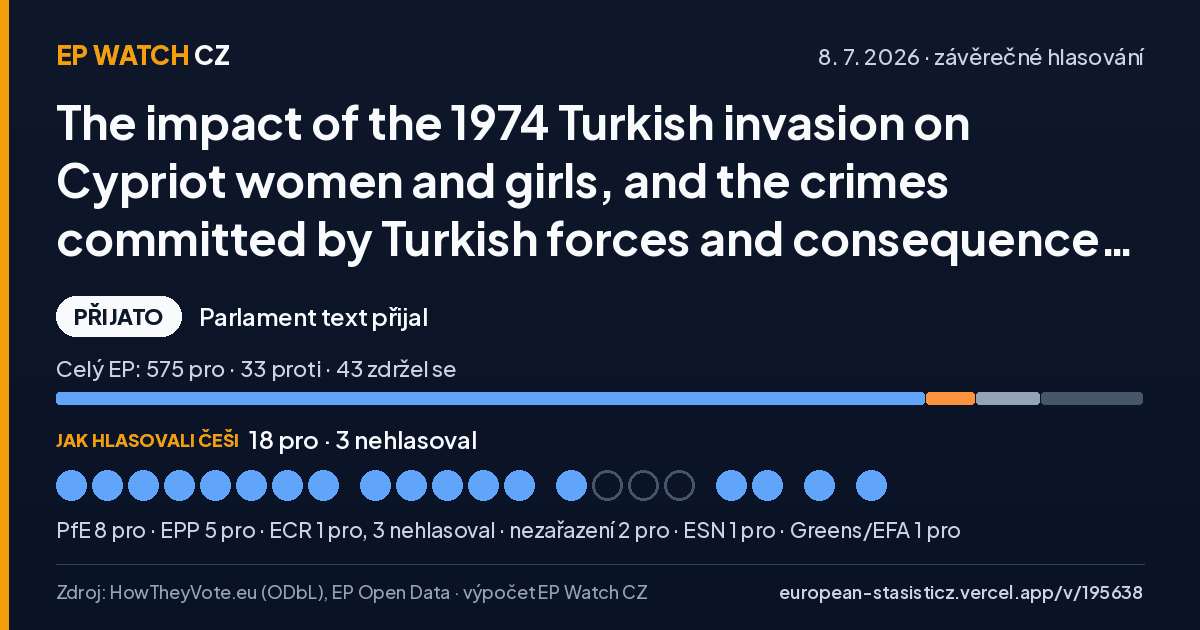 EP WATCH CZ
8. 7. 2026 · závěrečné hlasování
The impact of the 1974 Turkish invasion on
Cypriot women and girls, and the crimes
committed by Turkish forces and consequence…
PŘIJATO Parlament text přijal
Celý EP: 575 pro · 33 proti · 43 zdržel se
JAK HLASOVALI ČEŠI 18 pro · 3 nehlasoval
PfE 8 pro · EPP 5 pro · ECR 1 pro, 3 nehlasoval · nezařazení 2 pro · ESN 1 pro · Greens/EFA 1 pro
Zdroj: HowTheyVote.eu (ODbL), EP Open Data · výpočet EP Watch CZ
european-stasisticz.vercel.app/v/195638